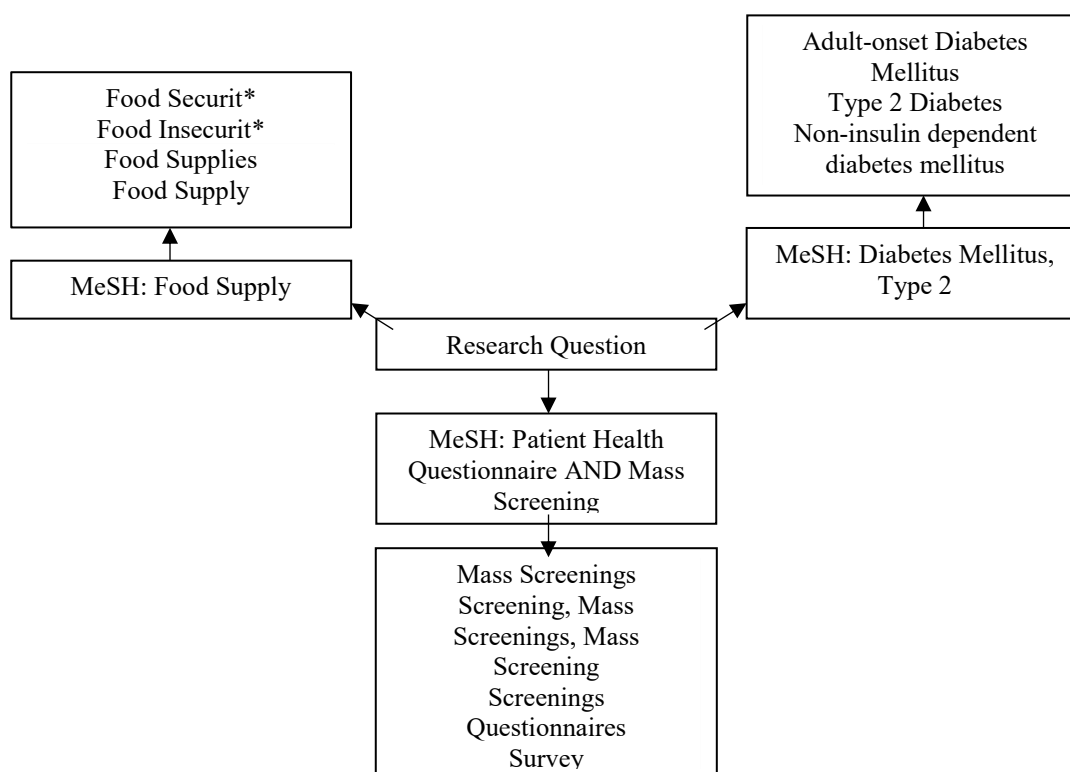 Food Securit*
Food Insecurit*
Food Supplies
Food Supply
Adult-onset Diabetes
Mellitus
Type 2 Diabetes
Non-insulin dependent
diabetes mellitus
MeSH: Food Supply
MeSH: Diabetes Mellitus,
Type 2
Research Question
MeSH: Patient Health
Questionnaire AND Mass
Screening
Mass Screenings
Screening, Mass
Screenings, Mass
Screening
Screenings
Questionnaires
Survey